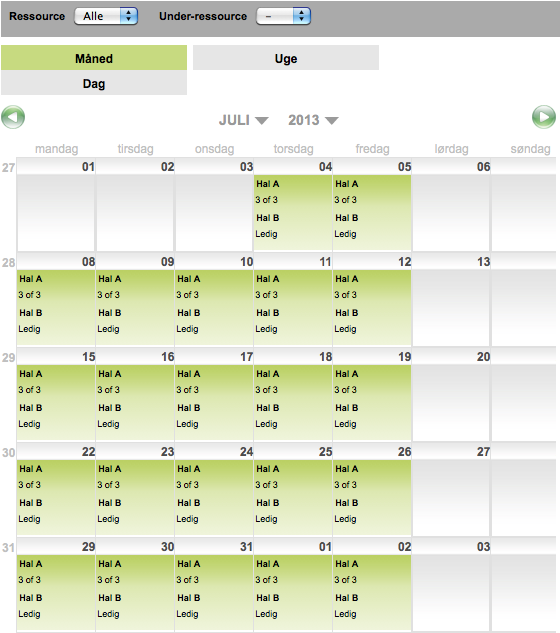 Ressource Alle Under-ressource –
Måned Uge
Dag
JULI 2013
mandag tirsdag onsdag torsdag fredag lørdag søndag
27 01 02 03 04 05 06
Hal A Hal A
3 of 3 3 of 3
Hal B Hal B
Ledig Ledig
28 08 09 10 11 12 13
Hal A Hal A Hal A Hal A Hal A
3 of 3 3 of 3 3 of 3 3 of 3 3 of 3
Hal B Hal B Hal B Hal B Hal B
Ledig Ledig Ledig Ledig Ledig
29 15 16 17 18 19 20
Hal A Hal A Hal A Hal A Hal A
3 of 3 3 of 3 3 of 3 3 of 3 3 of 3
Hal B Hal B Hal B Hal B Hal B
Ledig Ledig Ledig Ledig Ledig
30 22 23 24 25 26 27
Hal A Hal A Hal A Hal A Hal A
3 of 3 3 of 3 3 of 3 3 of 3 3 of 3
Hal B Hal B Hal B Hal B Hal B
Ledig Ledig Ledig Ledig Ledig
31 29 30 31 01 02 03
Hal A Hal A Hal A Hal A Hal A
3 of 3 3 of 3 3 of 3 3 of 3 3 of 3
Hal B Hal B Hal B Hal B Hal B
Ledig Ledig Ledig Ledig Ledig